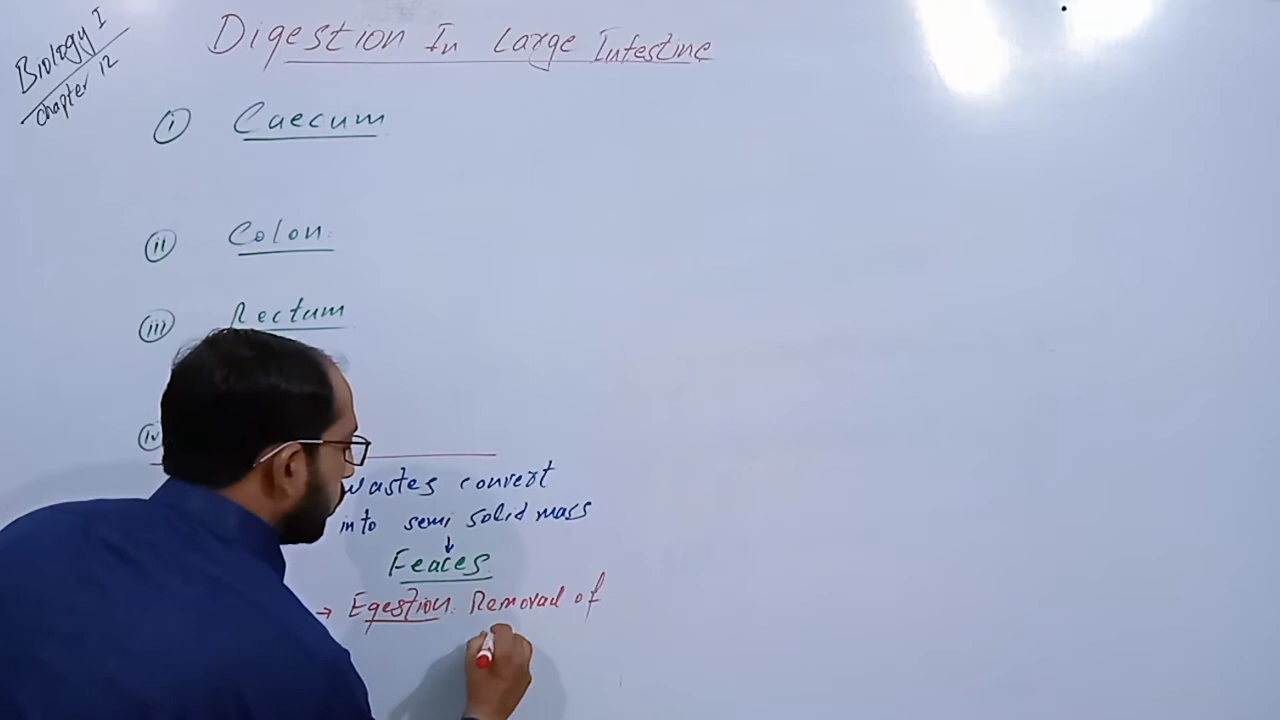 Biology I
Chapter 12
Digestion In Large Intestine
i Caecum
ii Colon:
iii Rectum
iv
wastes convert
into semi solid mass
↓
Feaces
→ Egestion: Removal of